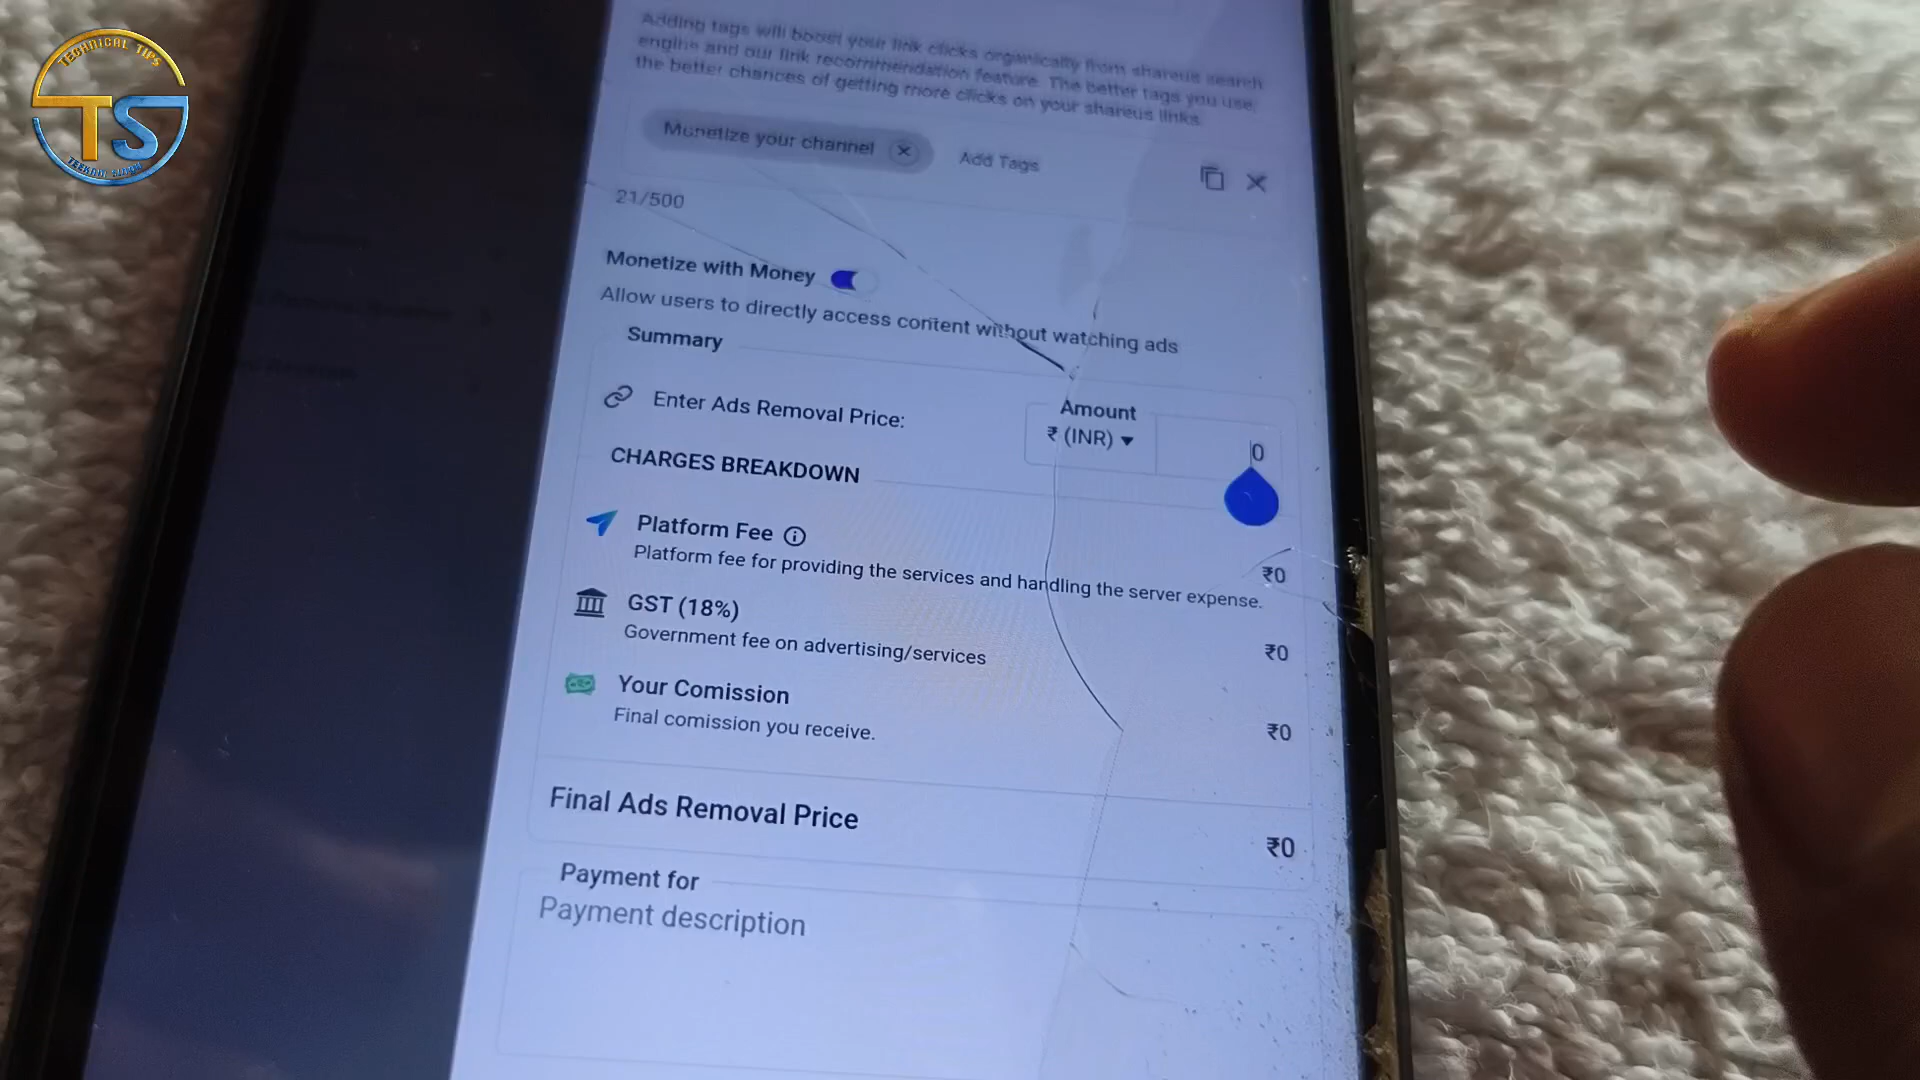 TECHNICAL TIPS
TS
Adding tags will boost your link clicks organically from shareus search
engine and our link recommendation feature. The better tags you use,
the better chances of getting more clicks on your shareus links.
Monetize your channel
Add Tags
21/500
Monetize with Money
Allow users to directly access content without watching ads
Summary
Enter Ads Removal Price:
Amount
₹ (INR)
0
CHARGES BREAKDOWN
Platform Fee
Platform fee for providing the services and handling the server expense.
₹0
GST (18%)
Government fee on advertising/services
₹0
Your Comission
Final comission you receive.
₹0
Final Ads Removal Price
₹0
Payment for
Payment description